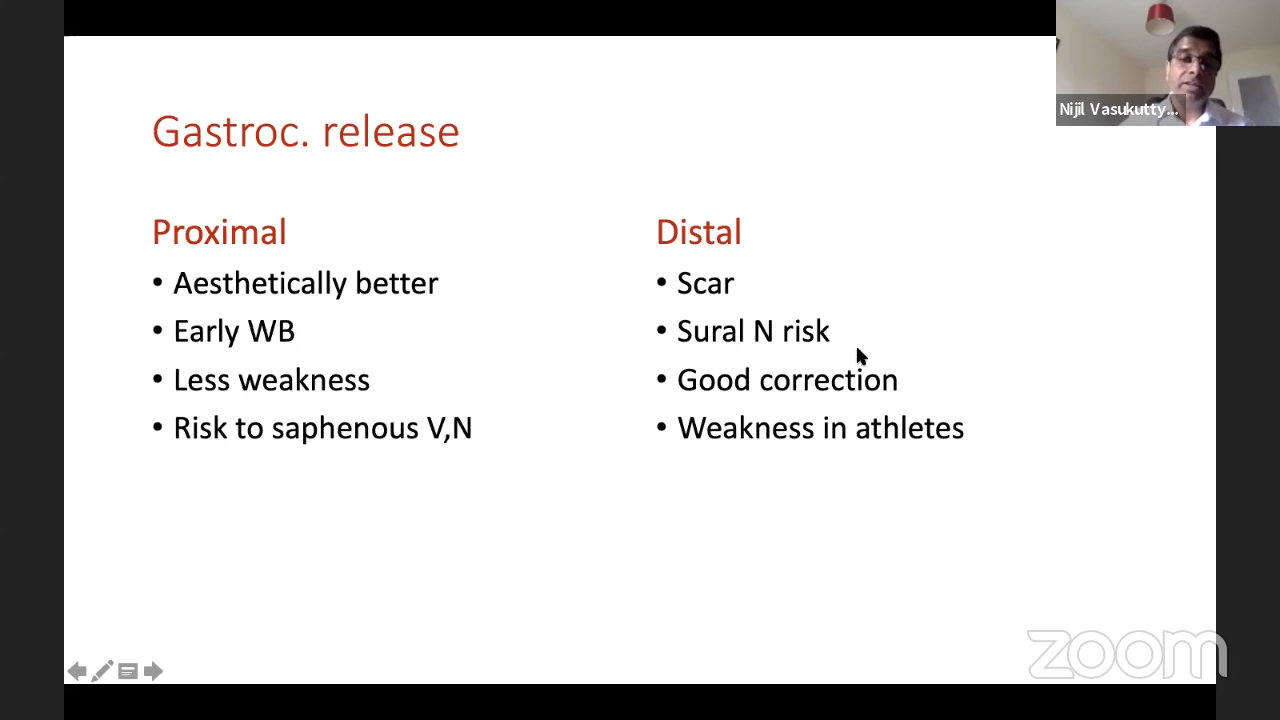 Nijil Vasukutty...
Gastroc. release
Proximal
• Aesthetically better
• Early WB
• Less weakness
• Risk to saphenous V,N
Distal
• Scar
• Sural N risk
• Good correction
• Weakness in athletes
zoom